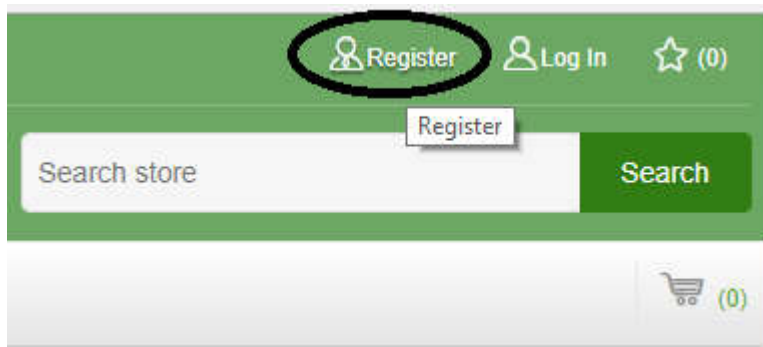 Register Log In (0)
Register
Search store Search
(0)